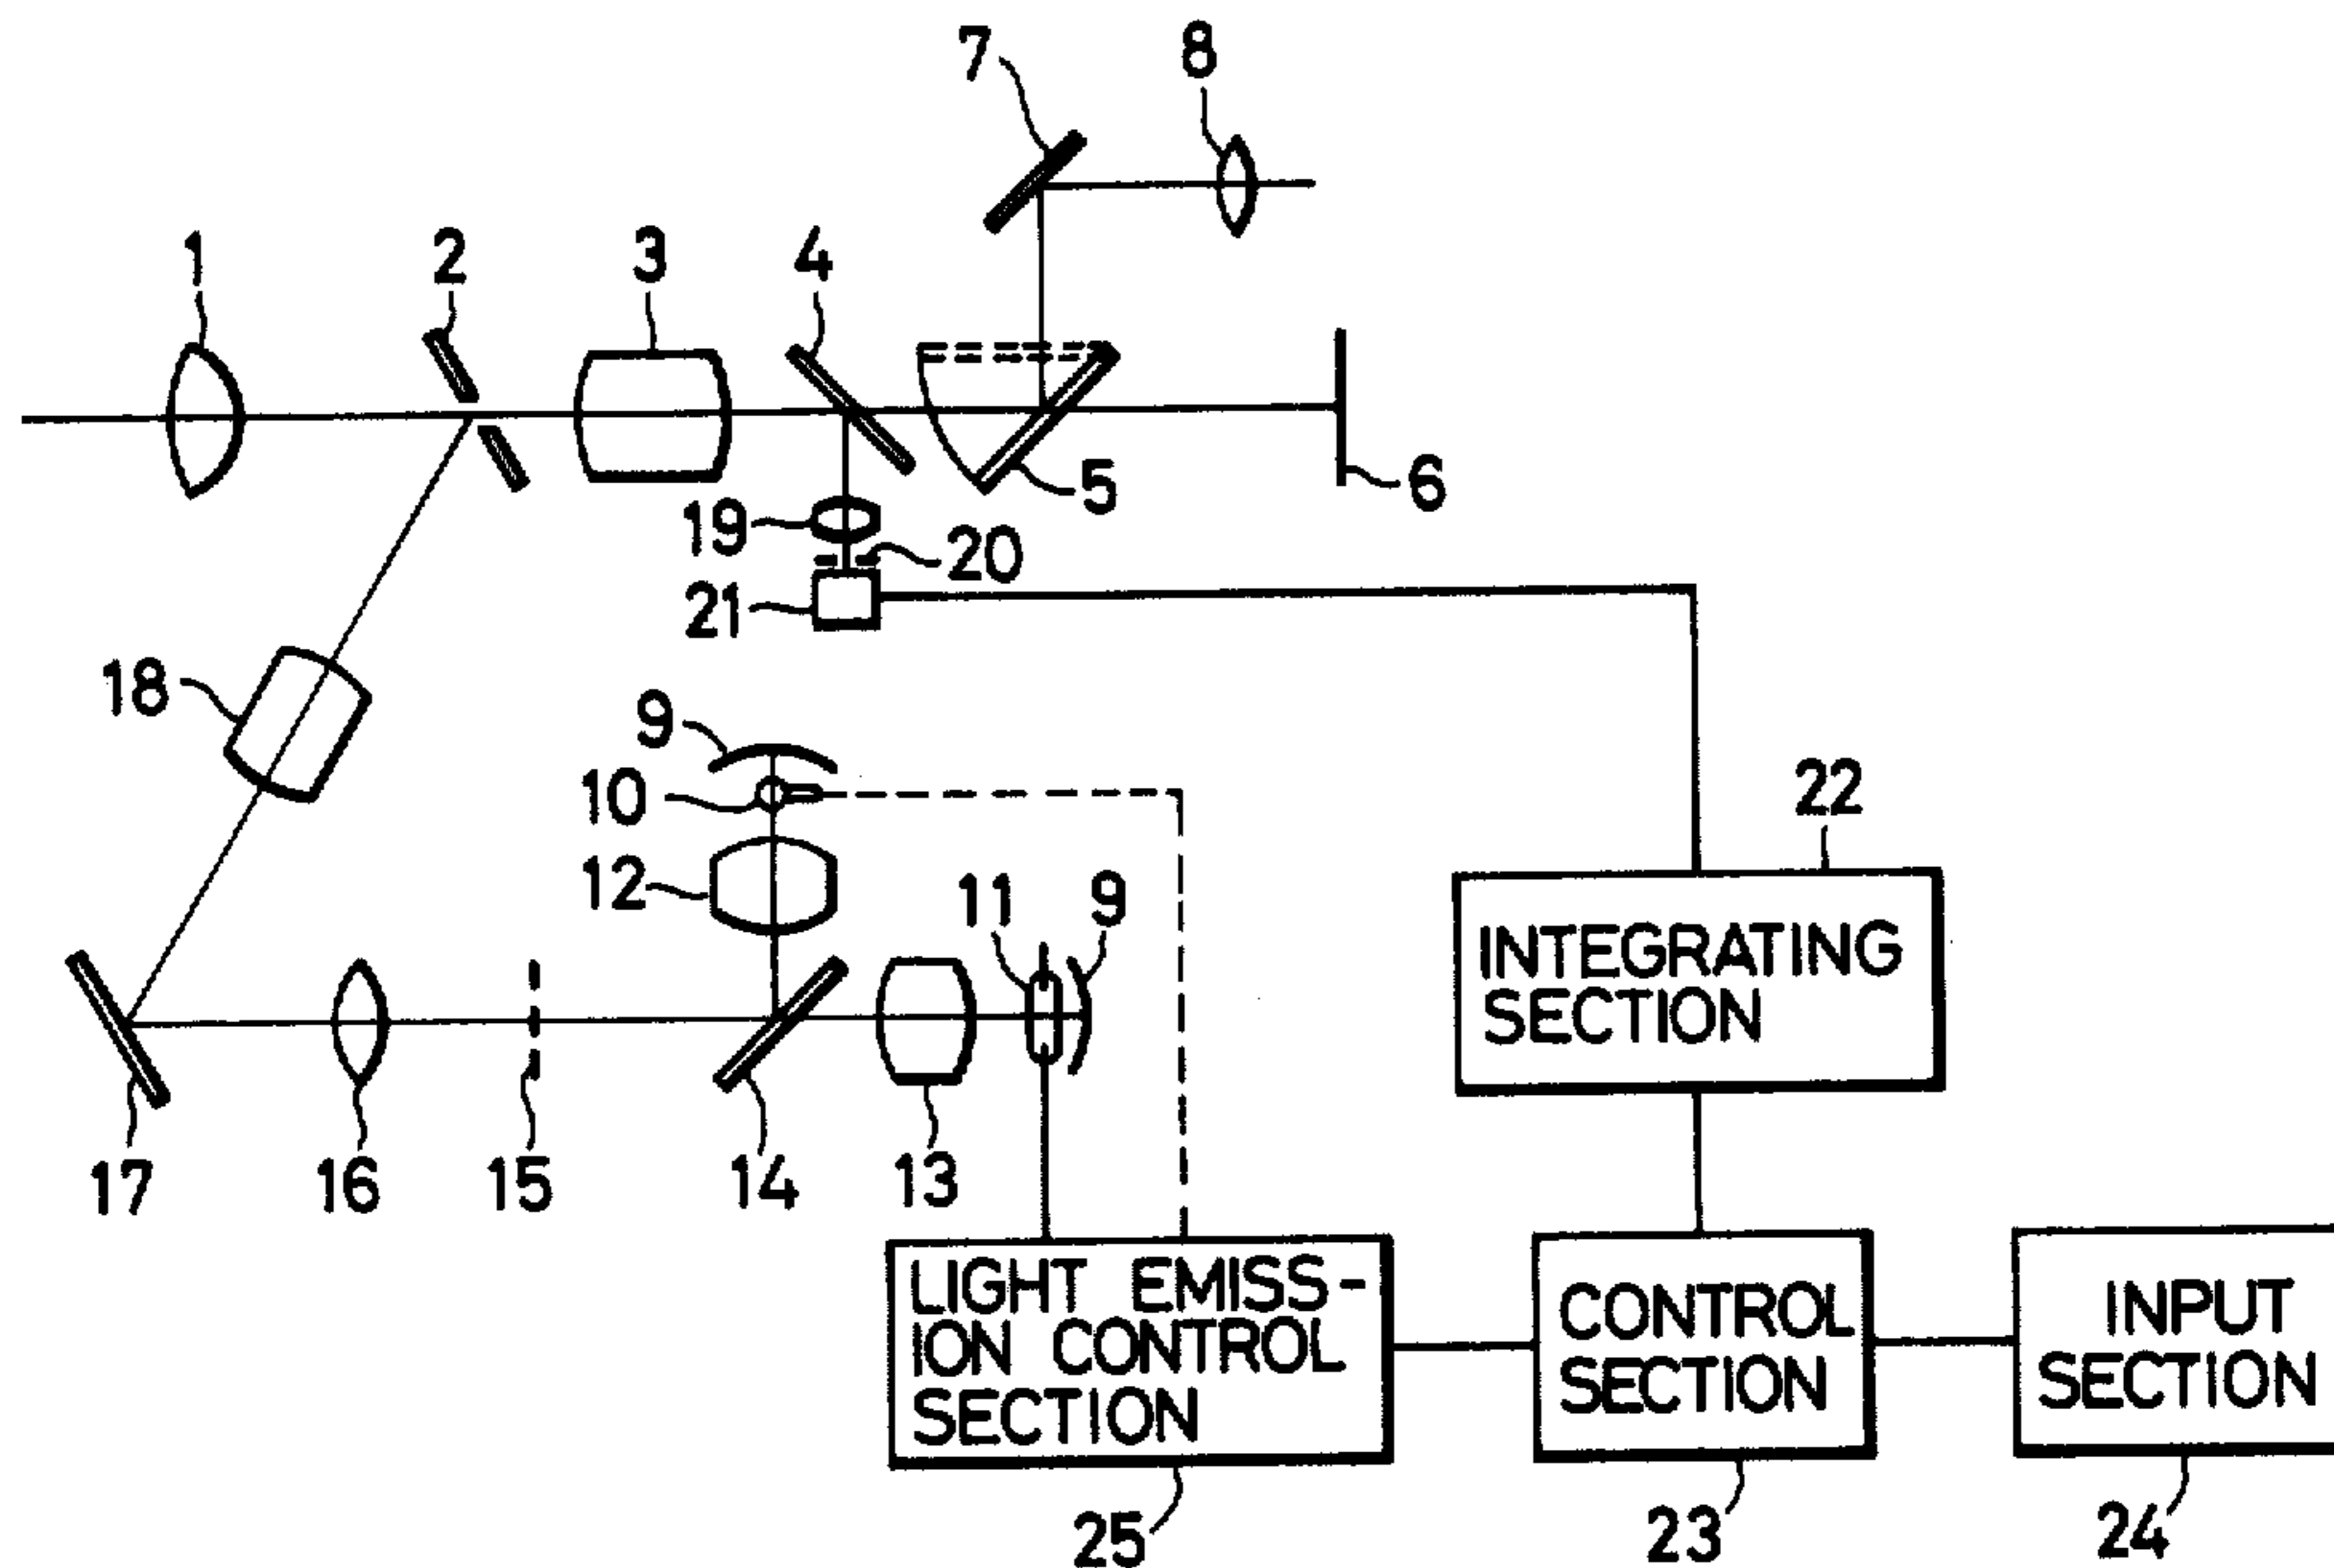 7
8
1
2
3
4
5
6
19
20
21
18
9
10
12
11
9
22
INTEGRATING
SECTION
17
16
15
14
13
LIGHT EMISS-
ION CONTROL
SECTION
CONTROL
SECTION
INPUT
SECTION
25
23
24